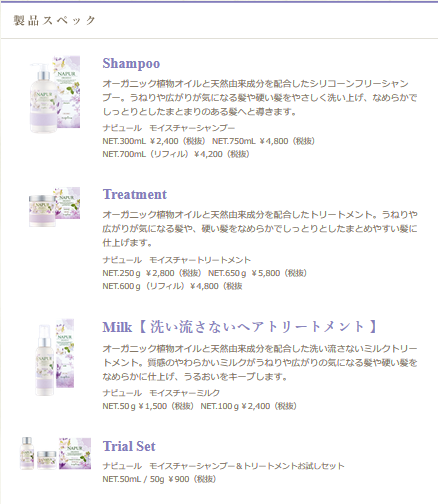 製品スペック
Shampoo
オーガニック植物オイルと天然由来成分を配合したシリコーンフリーシャン
プー。うねりや広がりが気になる髪や硬い髪をやさしく洗い上げ、なめらかで
しっとりとしたまとまりのある髪へと導きます。
ナピュール　モイスチャーシャンプー
NET.300mL ￥2,400（税抜） NET.750mL ￥4,800（税抜）
NET.700mL（リフィル）￥4,200（税抜）
Treatment
オーガニック植物オイルと天然由来成分を配合したトリートメント。うねりや
広がりが気になる髪や、硬い髪をなめらかでしっとりとしたまとめやすい髪に
仕上げます。
ナピュール　モイスチャートリートメント
NET.250ｇ ￥2,800（税抜） NET.650ｇ ￥5,800（税抜）
NET.600ｇ（リフィル）￥4,800（税抜
Milk【 洗い流さないヘアトリートメント 】
オーガニック植物オイルと天然由来成分を配合した洗い流さないミルクトリー
トメント。質感のやわらかいミルクがうねりや広がりの気になる髪や硬い髪を
なめらかに仕上げ、うるおいをキープします。
ナピュール　モイスチャーミルク
NET.50ｇ￥1,500（税抜） NET.100ｇ￥2,400（税抜）
Trial Set
ナピュール　モイスチャーシャンプー＆トリートメントお試しセット
NET.50mL / 50g ￥900（税抜）
NAPUR
NAPUR
NAPUR
NAPUR